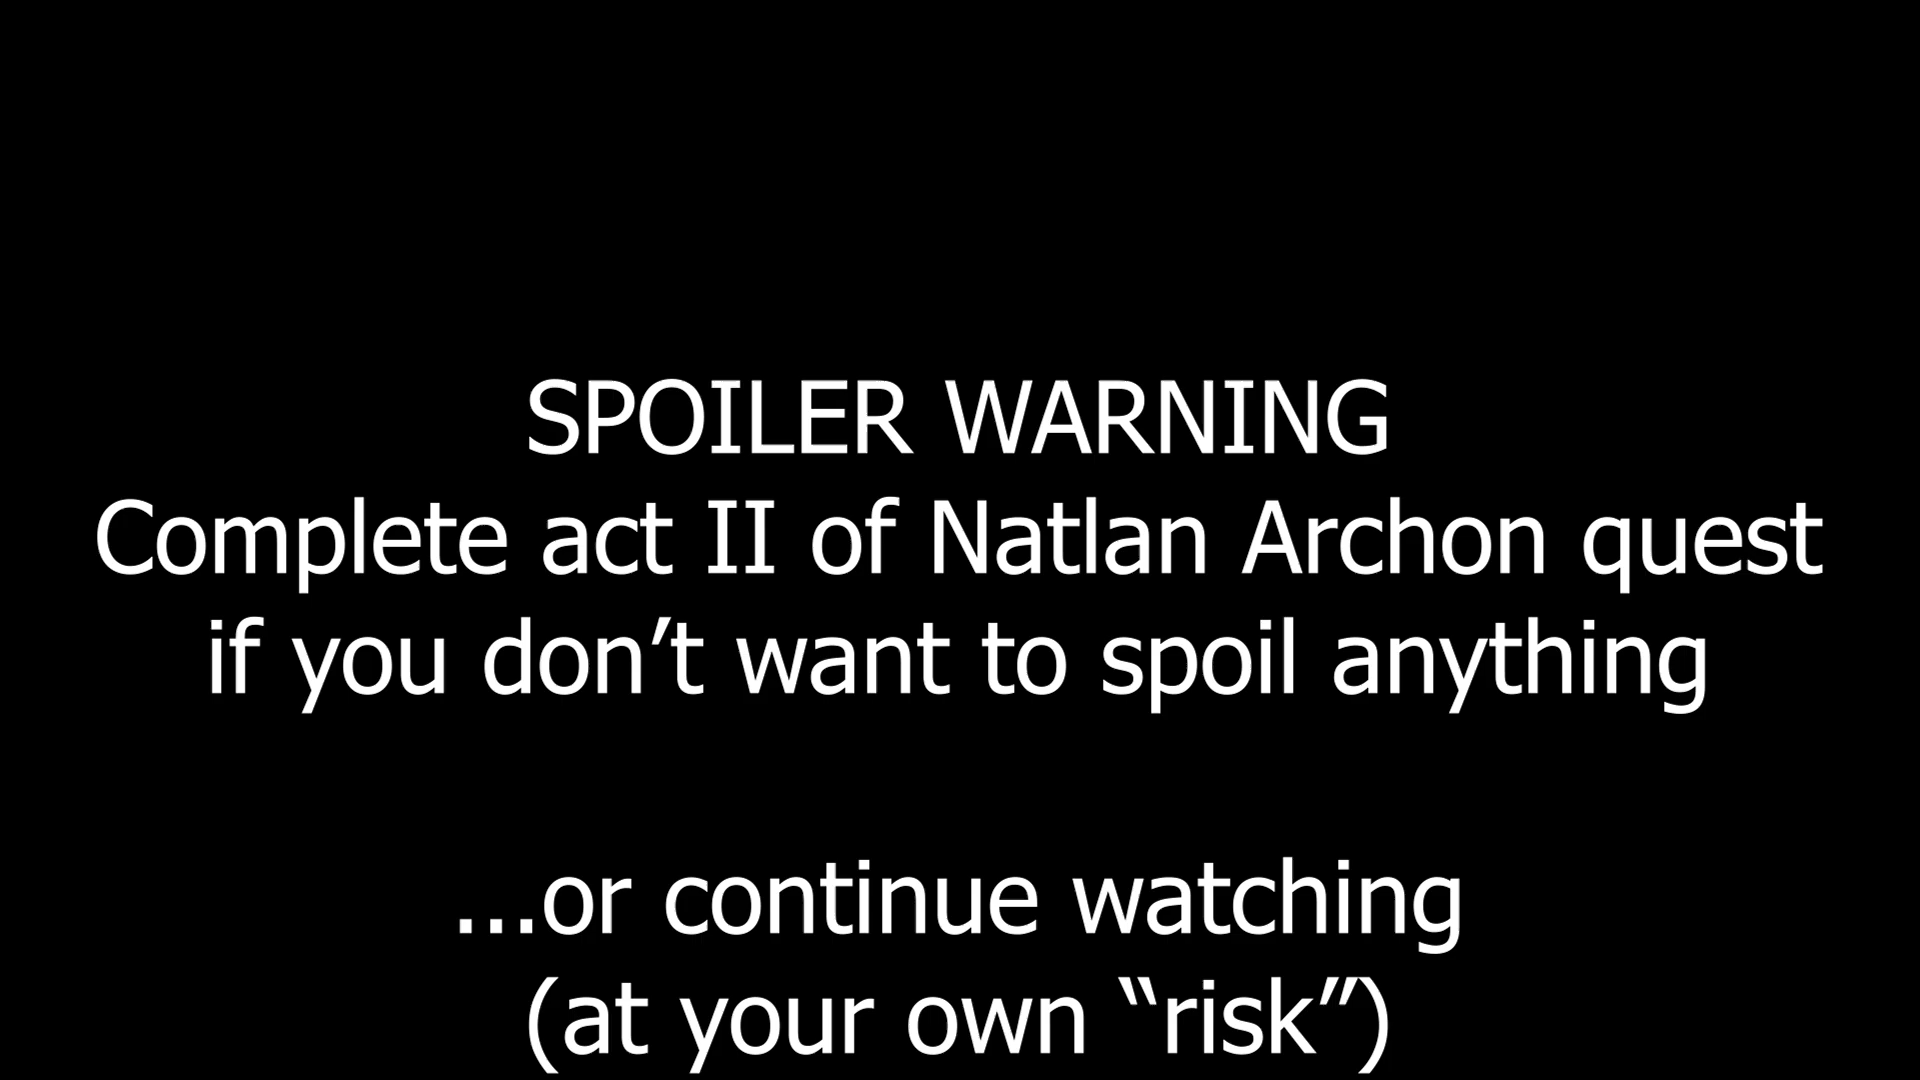 SPOILER WARNING
Complete act II of Natlan Archon quest
if you don’t want to spoil anything
...or continue watching
(at your own “risk”)